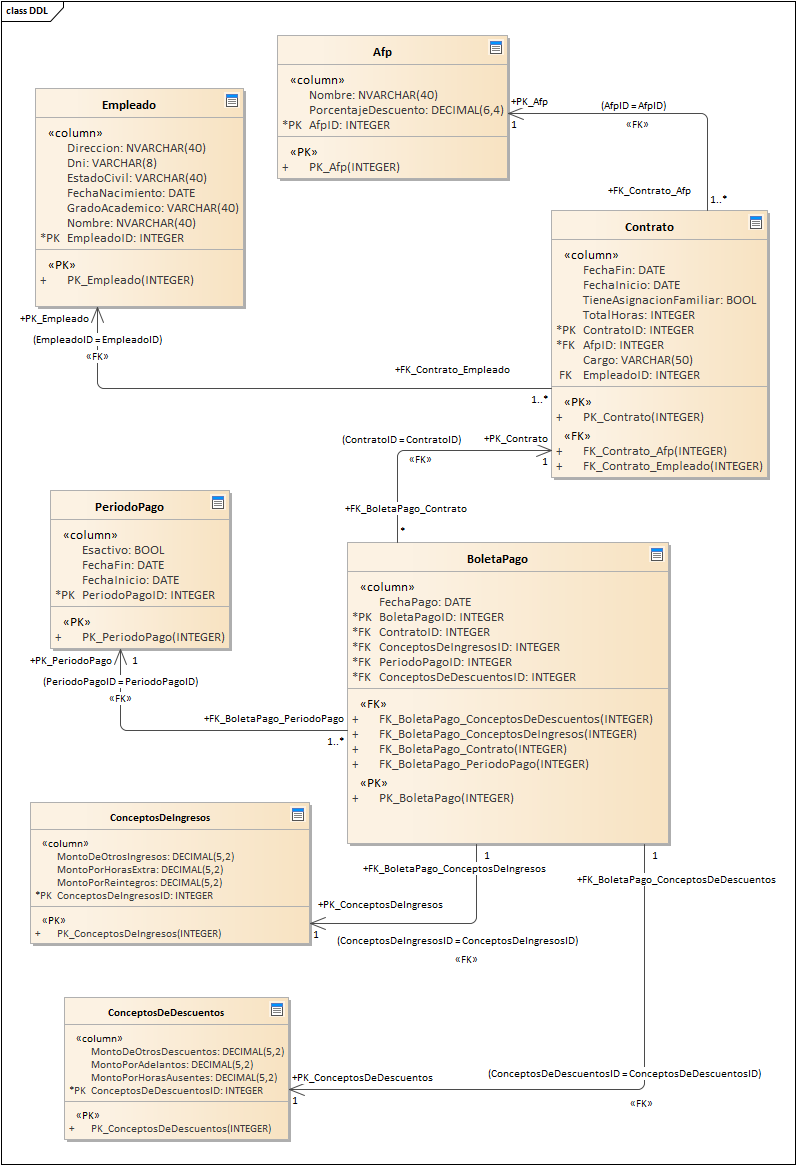 class DDL
Afp
«column»
Nombre: NVARCHAR(40)
PorcentajeDescuento: DECIMAL(6,4)
*PK AfpID: INTEGER
«PK»
+ PK_Afp(INTEGER)
+PK_Afp
1
(AfpID = AfpID)
«FK»
+FK_Contrato_Afp
1..*
Empleado
«column»
Direccion: NVARCHAR(40)
Dni: VARCHAR(8)
EstadoCivil: VARCHAR(40)
FechaNacimiento: DATE
GradoAcademico: VARCHAR(40)
Nombre: NVARCHAR(40)
*PK EmpleadoID: INTEGER
«PK»
+ PK_Empleado(INTEGER)
+PK_Empleado
(EmpleadoID = EmpleadoID)
«FK»
+FK_Contrato_Empleado
1..*
Contrato
«column»
FechaFin: DATE
FechaInicio: DATE
TieneAsignacionFamiliar: BOOL
TotalHoras: INTEGER
*PK ContratoID: INTEGER
*FK AfpID: INTEGER
Cargo: VARCHAR(50)
FK EmpleadoID: INTEGER
«PK»
+ PK_Contrato(INTEGER)
«FK»
+ FK_Contrato_Afp(INTEGER)
+ FK_Contrato_Empleado(INTEGER)
(ContratoID = ContratoID)
+PK_Contrato
«FK»
1
+FK_BoletaPago_Contrato
*
PeriodoPago
«column»
Esactivo: BOOL
FechaFin: DATE
FechaInicio: DATE
*PK PeriodoPagoID: INTEGER
«PK»
+ PK_PeriodoPago(INTEGER)
+PK_PeriodoPago
1
(PeriodoPagoID = PeriodoPagoID)
«FK»
+FK_BoletaPago_PeriodoPago
1..*
BoletaPago
«column»
FechaPago: DATE
*PK BoletaPagoID: INTEGER
*FK ContratoID: INTEGER
*FK ConceptosDeIngresosID: INTEGER
*FK PeriodoPagoID: INTEGER
*FK ConceptosDeDescuentosID: INTEGER
«FK»
+ FK_BoletaPago_ConceptosDeDescuentos(INTEGER)
+ FK_BoletaPago_ConceptosDeIngresos(INTEGER)
+ FK_BoletaPago_Contrato(INTEGER)
+ FK_BoletaPago_PeriodoPago(INTEGER)
«PK»
+ PK_BoletaPago(INTEGER)
1
+FK_BoletaPago_ConceptosDeIngresos
1
+FK_BoletaPago_ConceptosDeDescuentos
ConceptosDeIngresos
«column»
MontoDeOtrosIngresos: DECIMAL(5,2)
MontoPorHorasExtra: DECIMAL(5,2)
MontoPorReintegros: DECIMAL(5,2)
*PK ConceptosDeIngresosID: INTEGER
«PK»
+ PK_ConceptosDeIngresos(INTEGER)
+PK_ConceptosDeIngresos
1
(ConceptosDeIngresosID = ConceptosDeIngresosID)
«FK»
ConceptosDeDescuentos
«column»
MontoDeOtrosDescuentos: DECIMAL(5,2)
MontoPorAdelantos: DECIMAL(5,2)
MontoPorHorasAusentes: DECIMAL(5,2)
*PK ConceptosDeDescuentosID: INTEGER
«PK»
+ PK_ConceptosDeDescuentos(INTEGER)
+PK_ConceptosDeDescuentos
1
(ConceptosDeDescuentosID = ConceptosDeDescuentosID)
«FK»